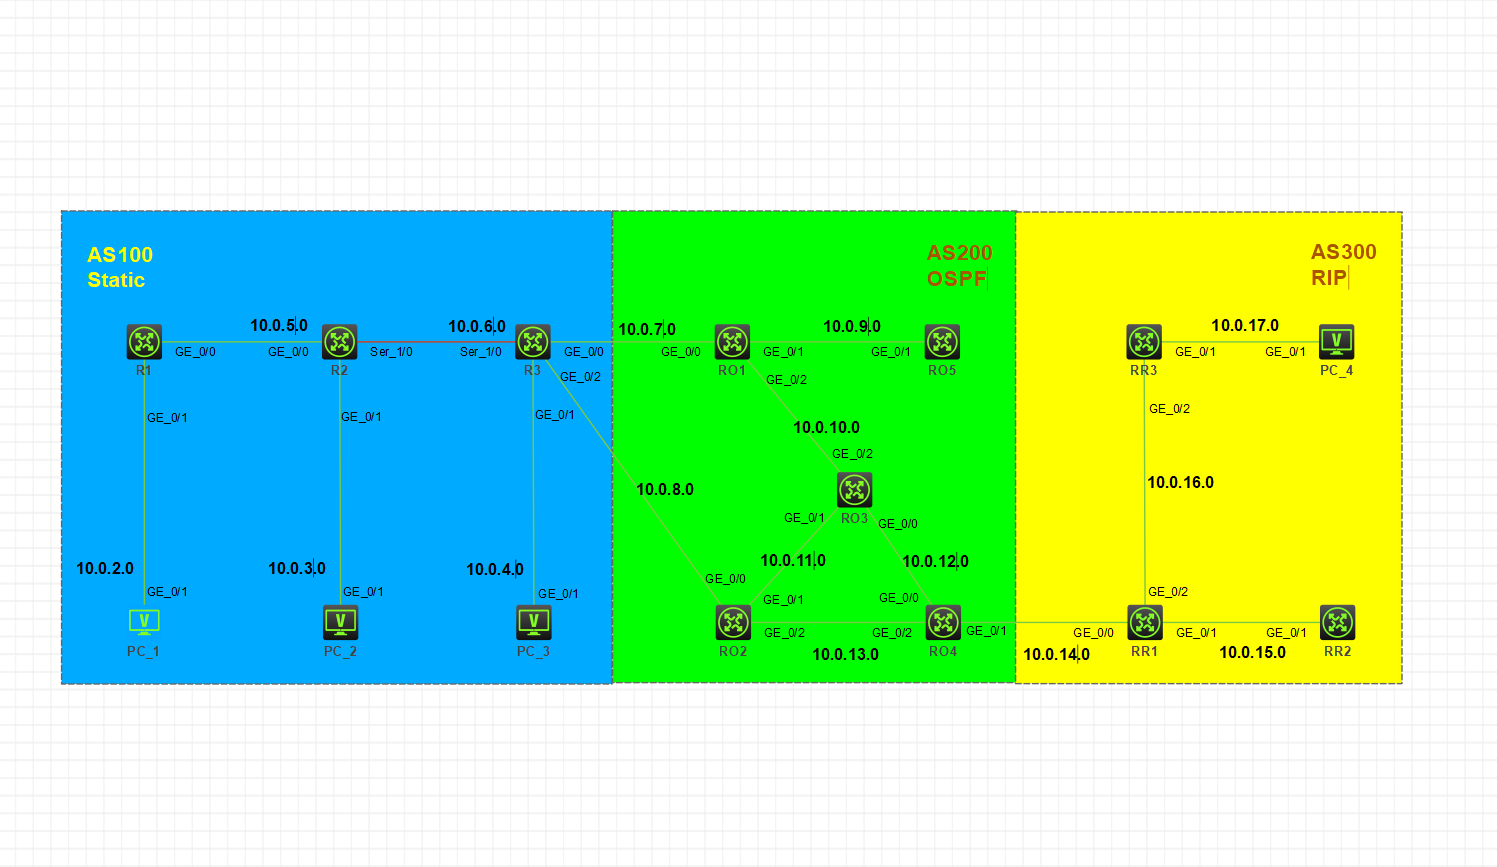 AS100
Static
AS200
OSPF
AS300
RIP
10.0.5.0
10.0.6.0
10.0.7.0
10.0.9.0
10.0.17.0
GE_0/0
GE_0/0
Ser_1/0
Ser_1/0
GE_0/0
GE_0/0
GE_0/1
GE_0/1
GE_0/1
GE_0/1
R1
R2
R3
RO1
RO5
RR3
PC_4
GE_0/2
GE_0/2
GE_0/1
GE_0/1
GE_0/1
GE_0/2
10.0.10.0
GE_0/2
10.0.8.0
10.0.16.0
RO3
GE_0/1
GE_0/0
10.0.2.0
10.0.3.0
10.0.4.0
10.0.11.0
10.0.12.0
GE_0/0
GE_0/1
GE_0/1
GE_0/1
GE_0/1
GE_0/0
GE_0/2
V
V
V
V
GE_0/2
GE_0/2
GE_0/1
GE_0/0
GE_0/1
GE_0/1
PC_1
PC_2
PC_3
RO2
RO4
RR1
RR2
10.0.13.0
10.0.14.0
10.0.15.0